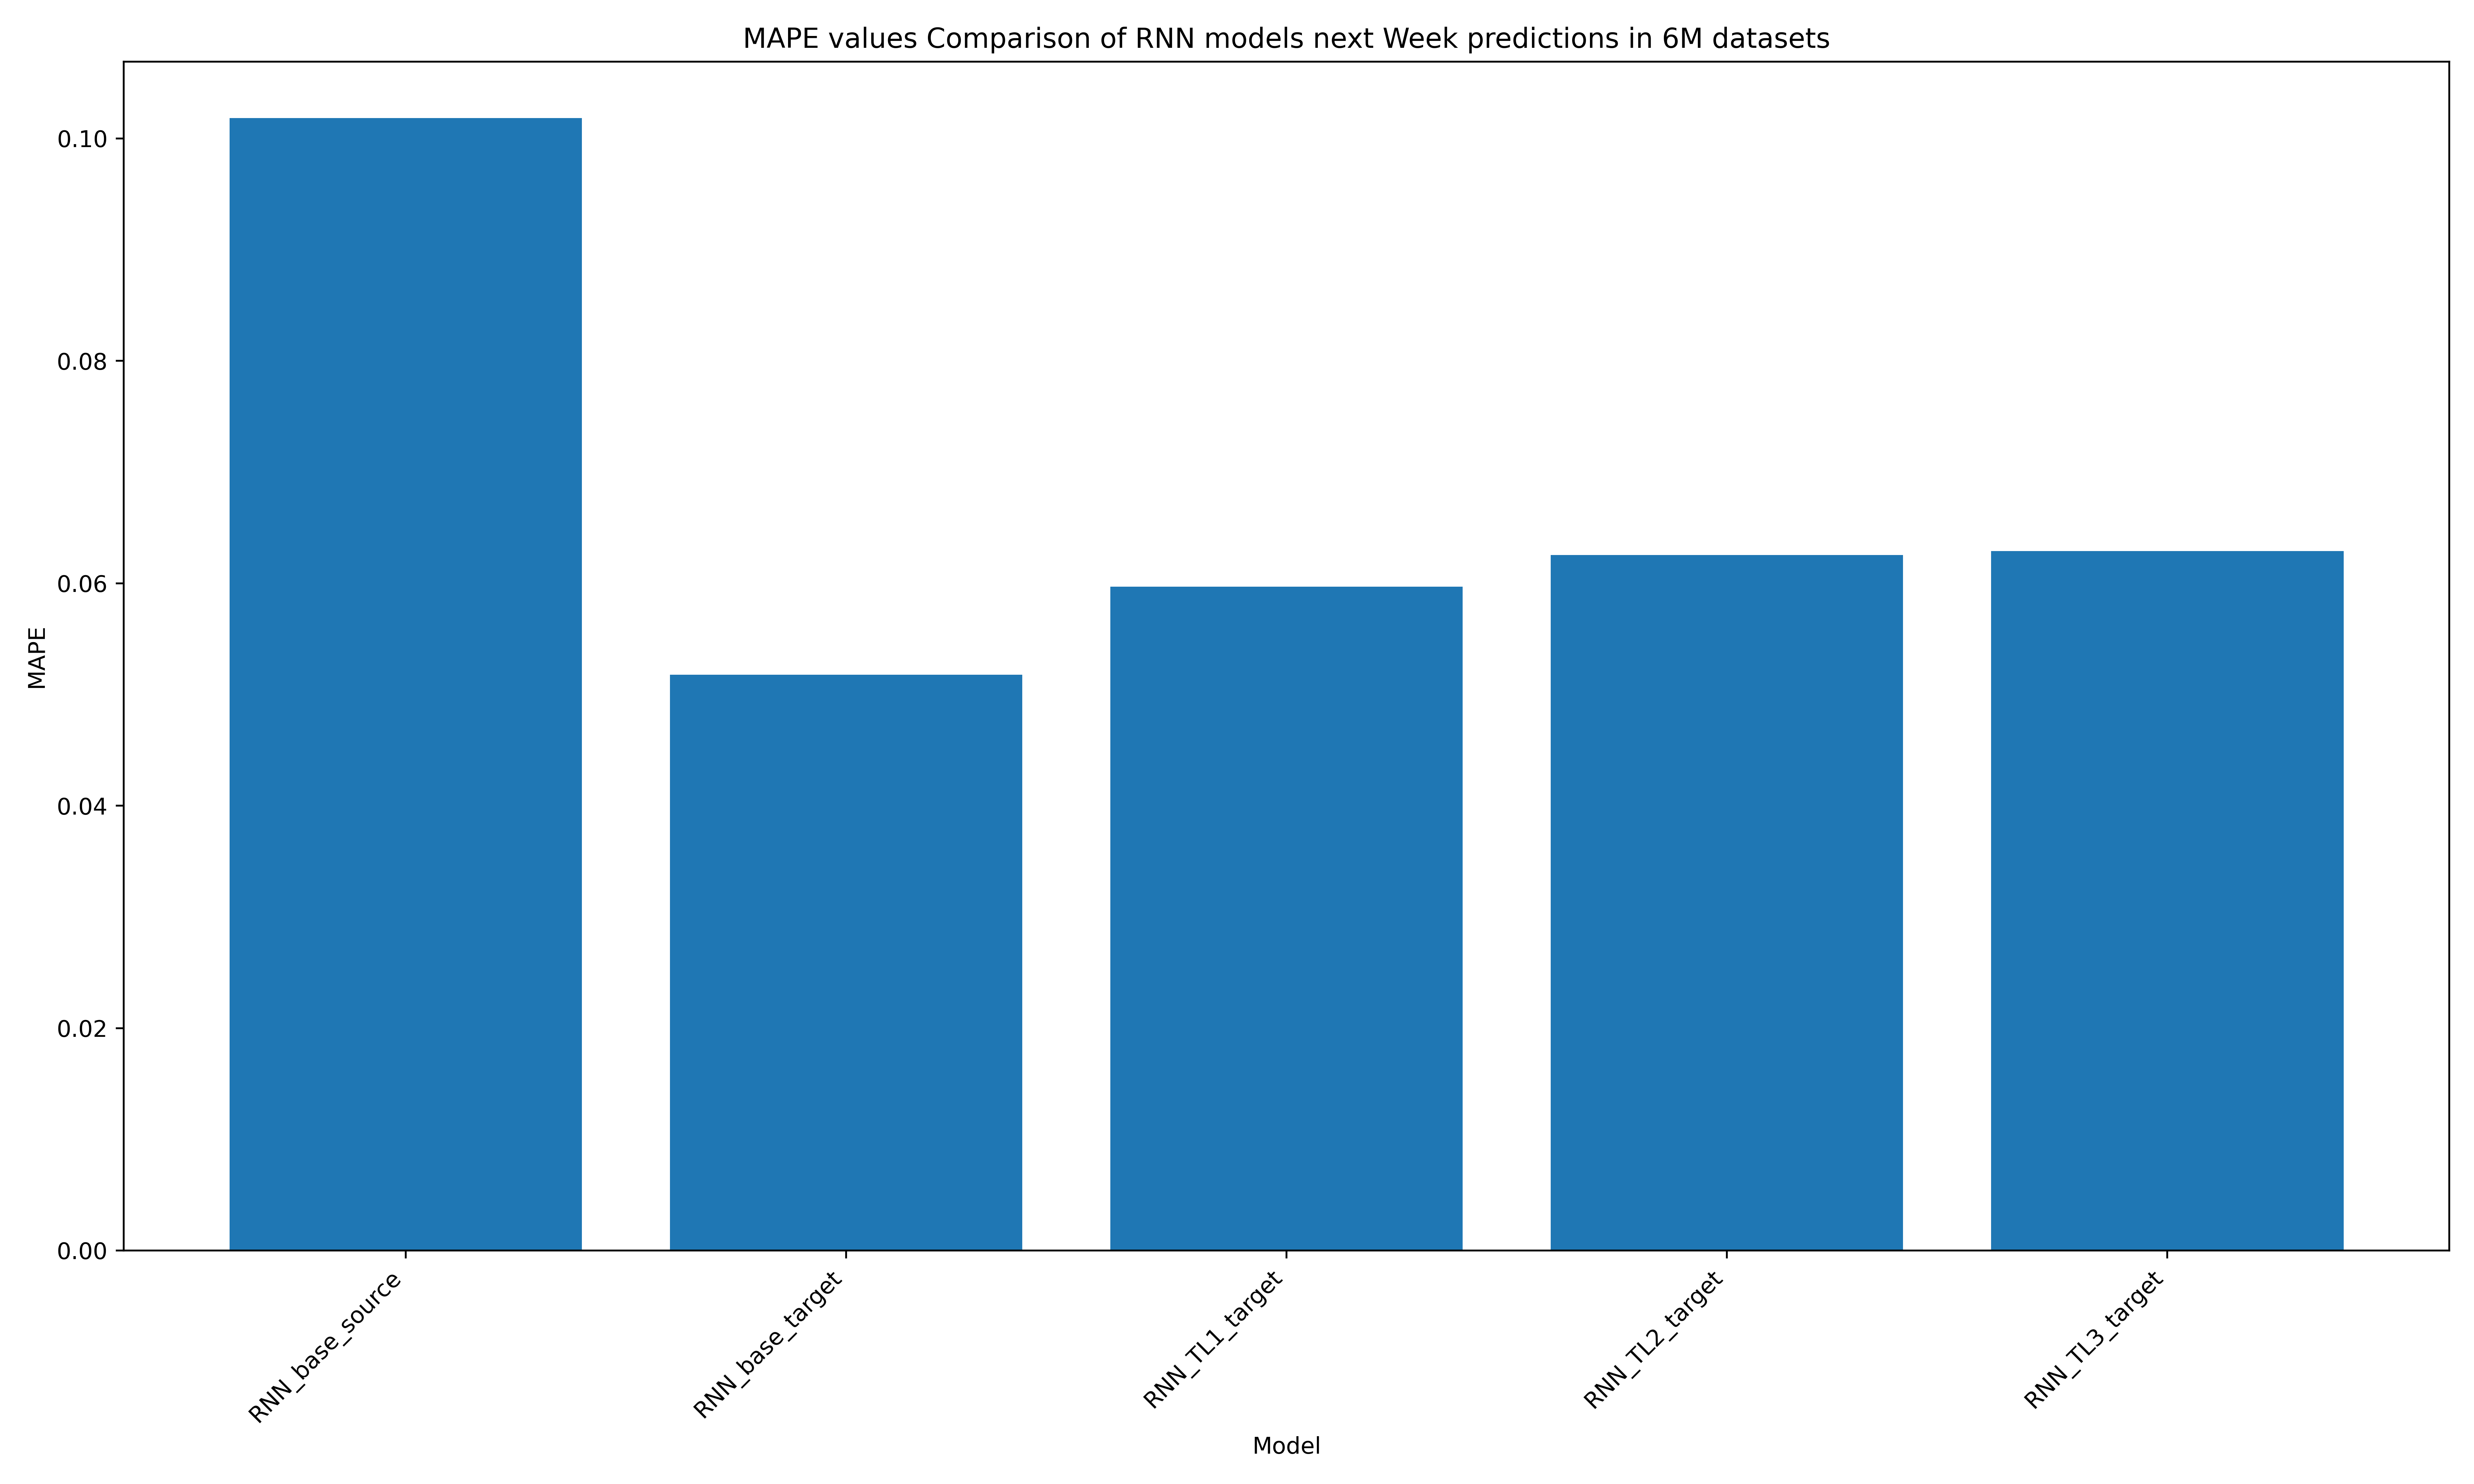 MAPE values Comparison of RNN models next Week predictions in 6M datasets
0.10
0.08
0.06
0.04
0.02
0.00
MAPE
RNN_base_source
RNN_base_target
RNN_TL1_target
RNN_TL2_target
RNN_TL3_target
Model